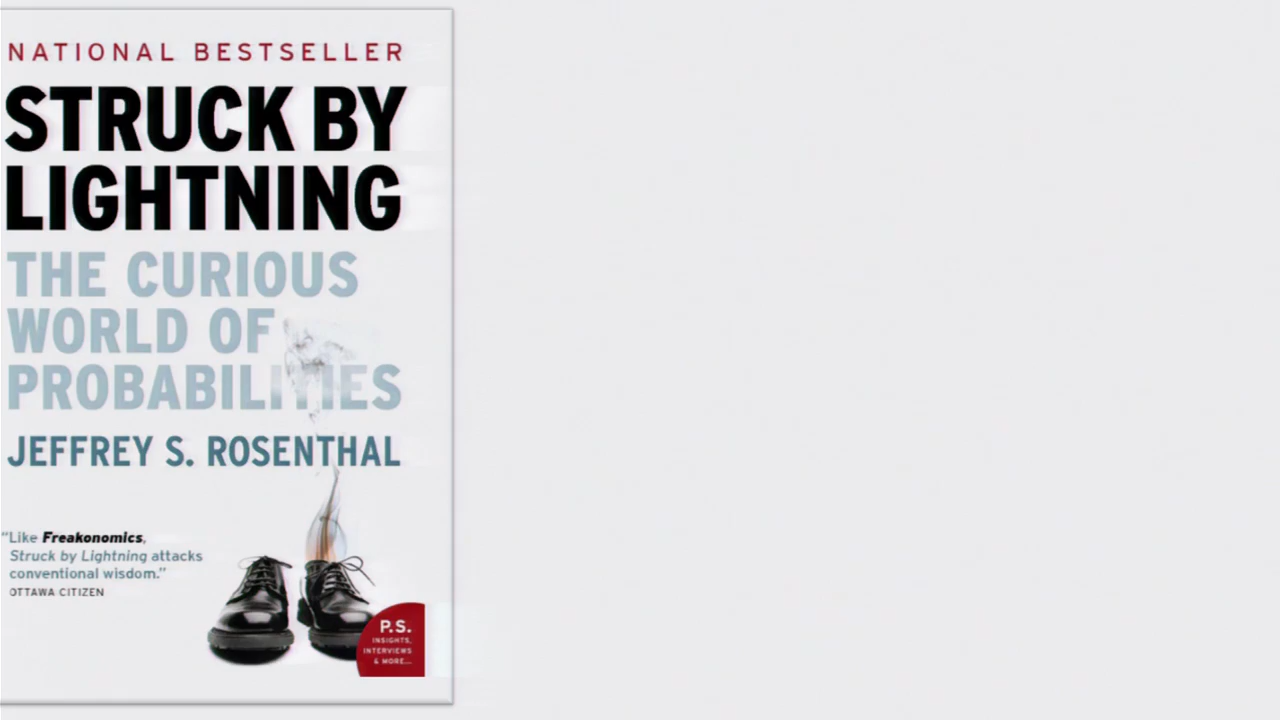 NATIONAL BESTSELLER
STRUCK BY
LIGHTNING
THE CURIOUS
WORLD OF
PROBABILITIES
JEFFREY S. ROSENTHAL
“Like Freakonomics,
Struck by Lightning attacks
conventional wisdom.”
OTTAWA CITIZEN
P.S.
INSIGHTS,
INTERVIEWS
& MORE...